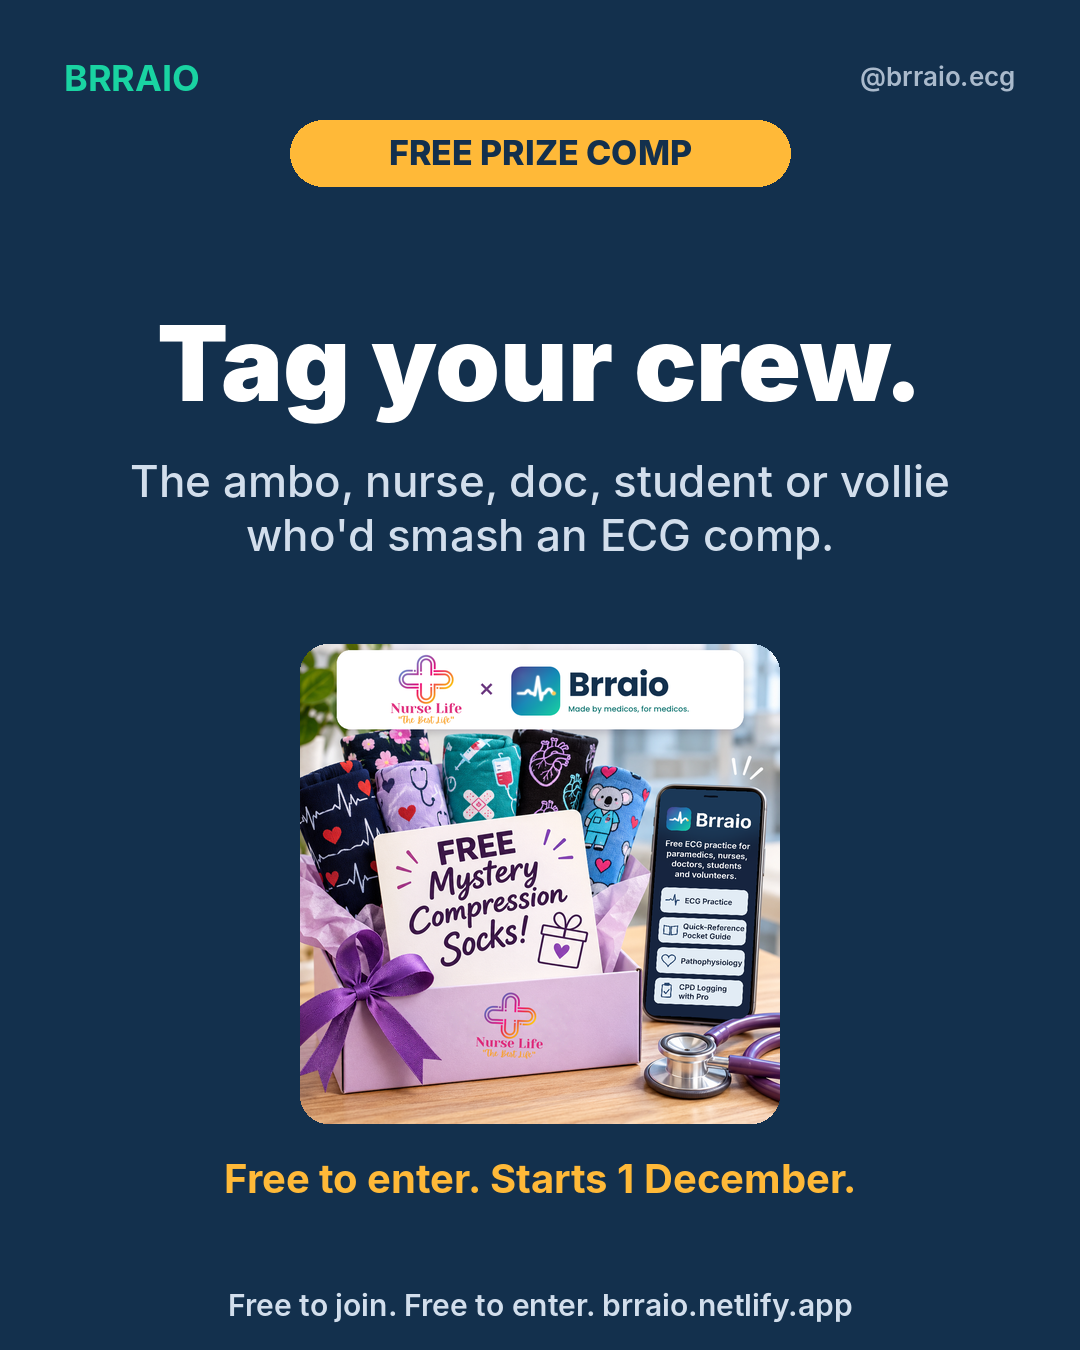 BRRAIO
@brraio.ecg
FREE PRIZE COMP
Tag your crew.
The ambo, nurse, doc, student or vollie
who'd smash an ECG comp.
Nurse Life
"The Best Life"
×
Brraio
Made by medicos, for medicos.
FREE
Mystery
Compression
Socks!
Nurse Life
"The Best Life"
Brraio
Free ECG practice for
paramedics, nurses,
doctors, students
and volunteers.
ECG Practice
Quick-Reference
Pocket Guide
Pathophysiology
CPD Logging
with Pro
Free to enter. Starts 1 December.
Free to join. Free to enter. brraio.netlify.app